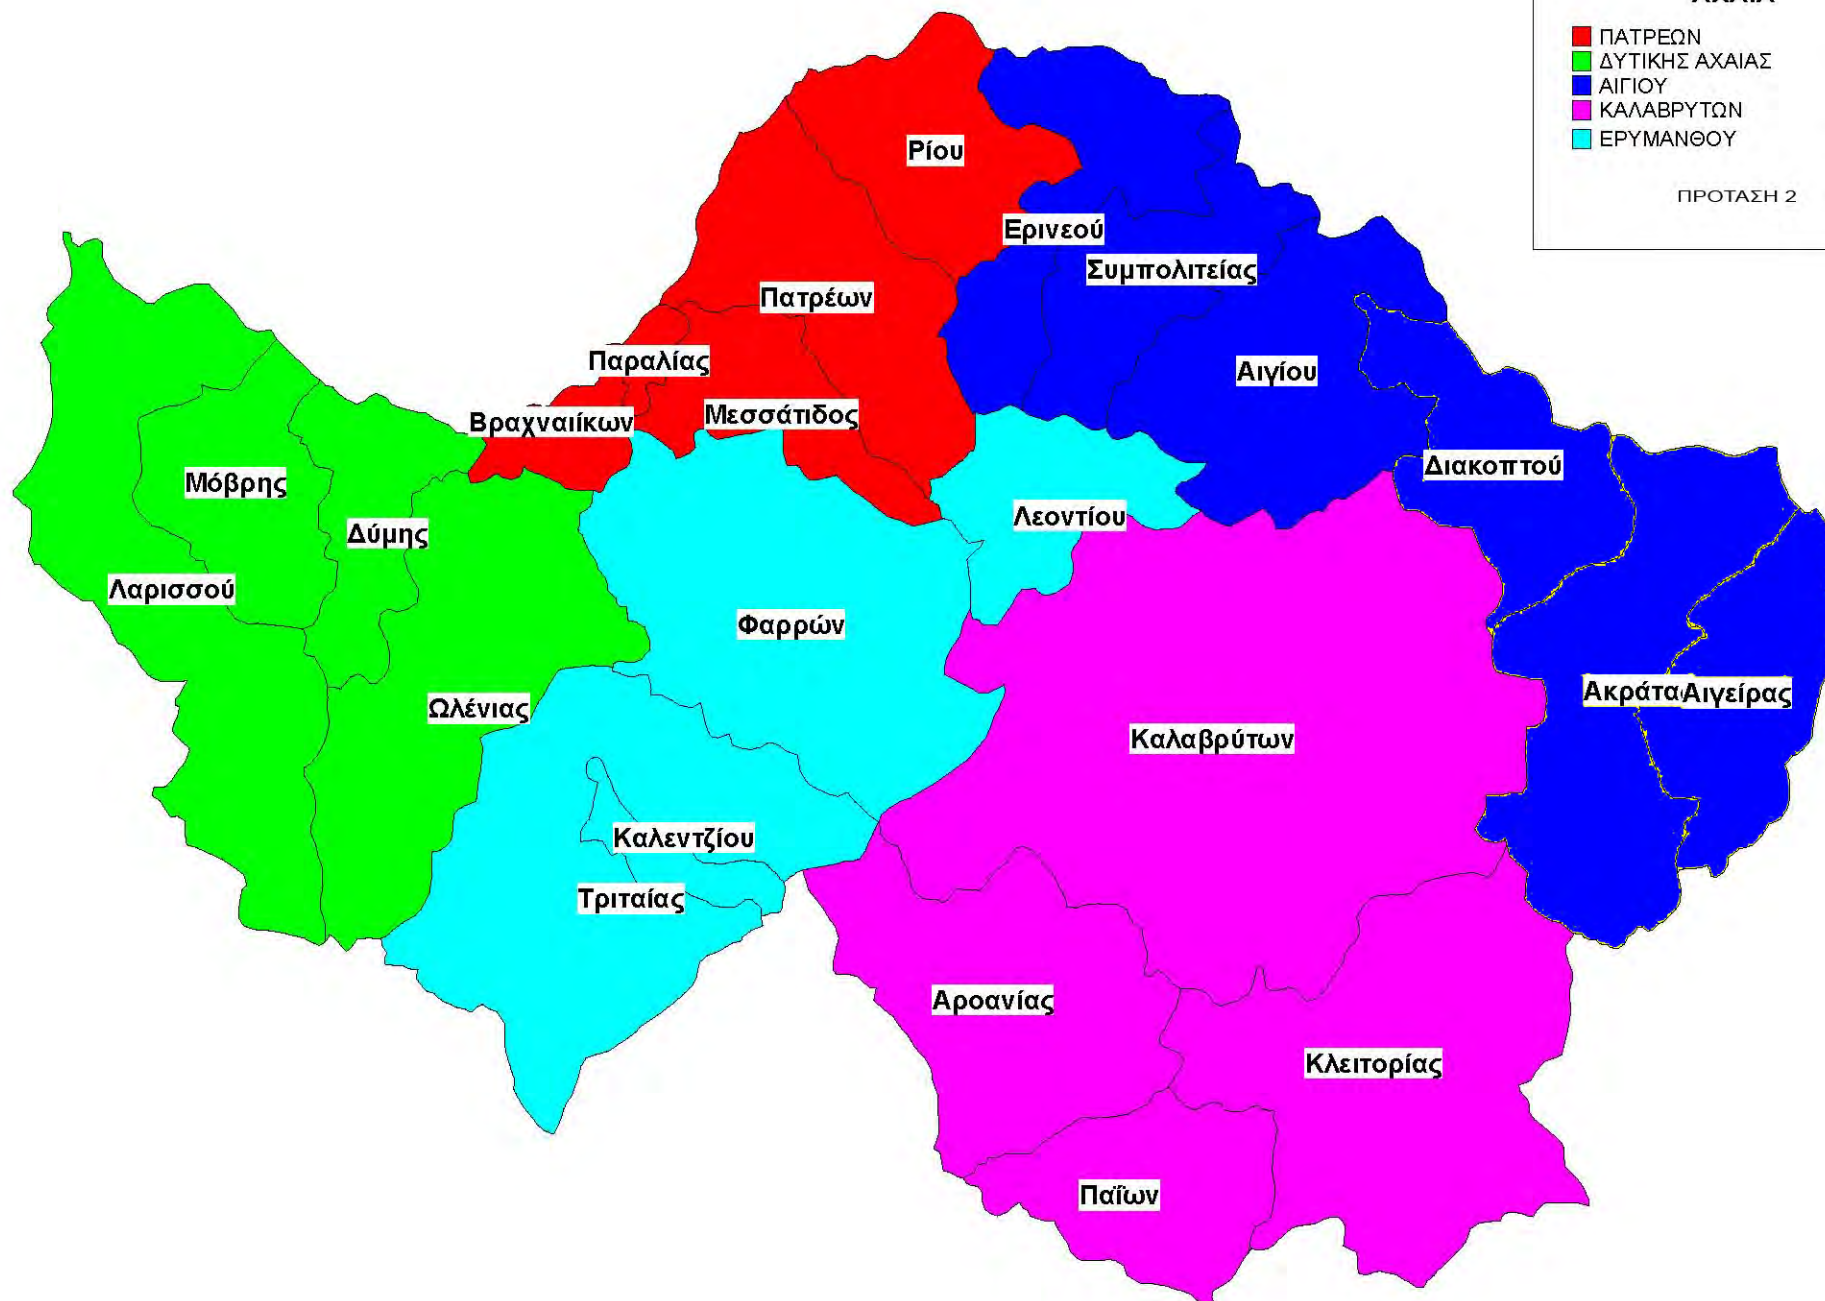 ΠΑΤΡΕΩΝ
ΔΥΤΙΚΗΣ ΑΧΑΙΑΣ
ΑΙΓΙΟΥ
ΚΑΛΑΒΡΥΤΩΝ
ΕΡΥΜΑΝΘΟΥ
ΠΡΟΤΑΣΗ 2
Ρίου
Ερινεού
Συμπολιτείας
Πατρέων
Παραλίας
Αιγίου
Μεσσάτιδος
Βραχναιίκων
Διακοπτού
Μόβρης
Λεοντίου
Δύμης
Λαρισσού
Φαρρών
Ακράτας
Αιγείρας
Ωλένιας
Καλαβρύτων
Καλεντζίου
Τριταίας
Αροανίας
Κλειτορίας
Παΐων